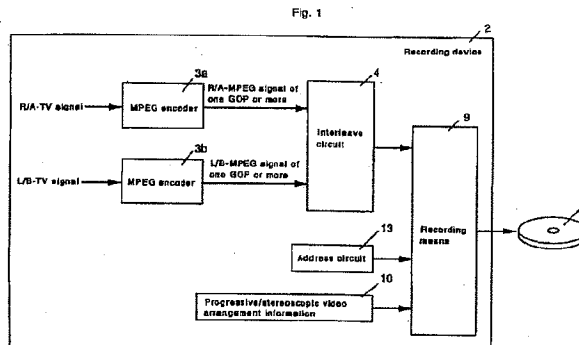 Fig. 1
2
Recording device
3a
R/A-MPEG signal of
one GOP or more
4
R/A-TV signal
MPEG encoder
Interleave
circuit
9
3b
L/B-MPEG signal of
one GOP or more
L/B-TV signal
MPEG encoder
Recording
means
13
Address circuit
10
Progressive/stereoscopic video
arrangement information